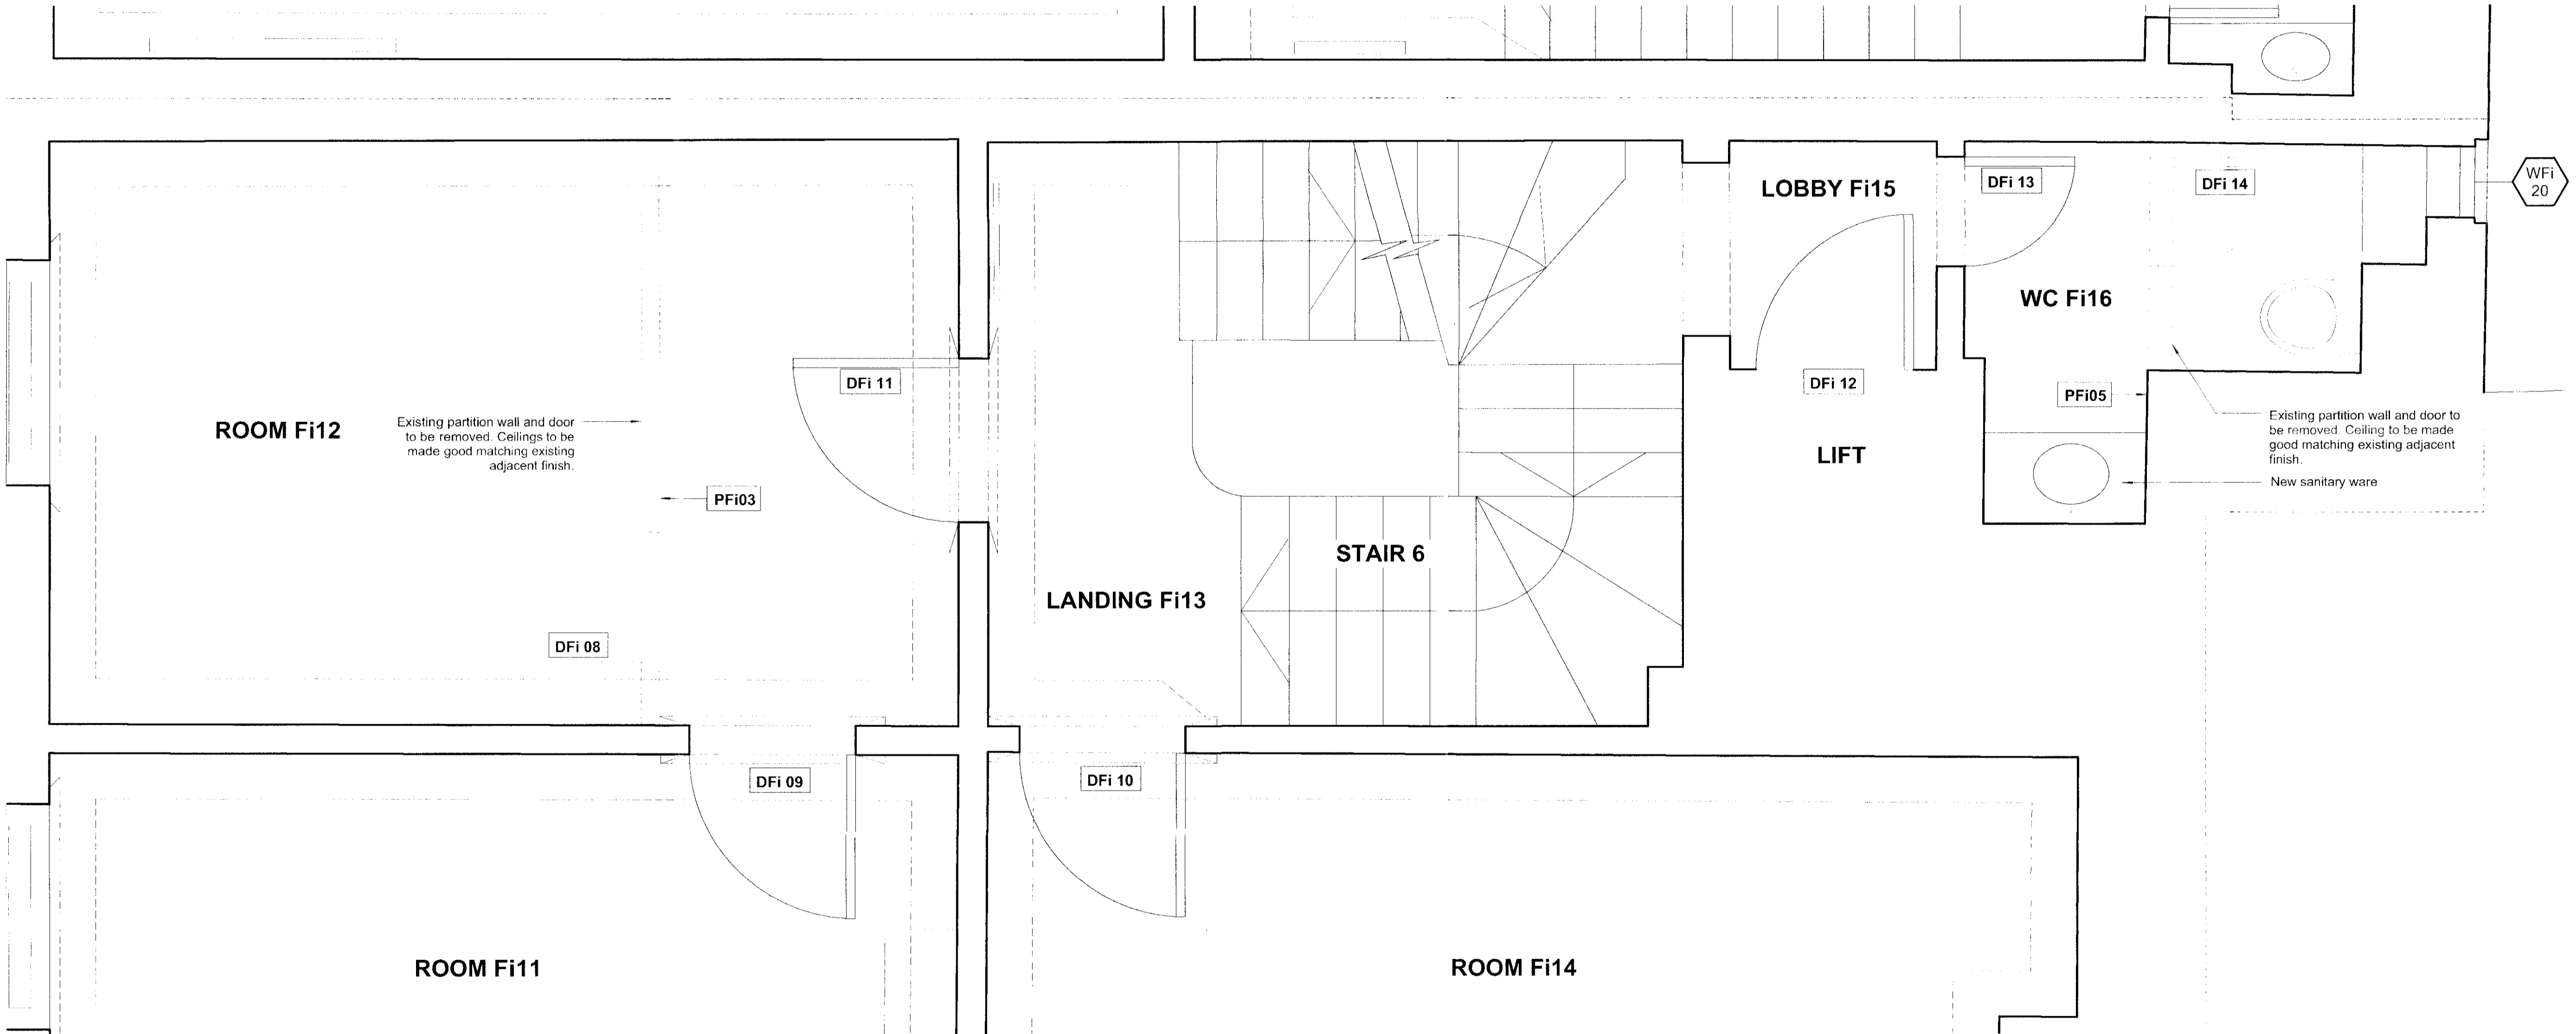 LOBBY Fi15
DFi 13
DFi 14
WFi
20
WC Fi16
DFi 11
DFi 12
PFi05
ROOM Fi12
Existing partition wall and door
to be removed. Ceilings to be
made good matching existing
adjacent finish.
Existing partition wall and door to
be removed. Ceiling to be made
good matching existing adjacent
finish.
LIFT
New sanitary ware
PFi03
STAIR 6
LANDING Fi13
DFi 08
DFi 09
DFi 10
ROOM Fi11
ROOM Fi14